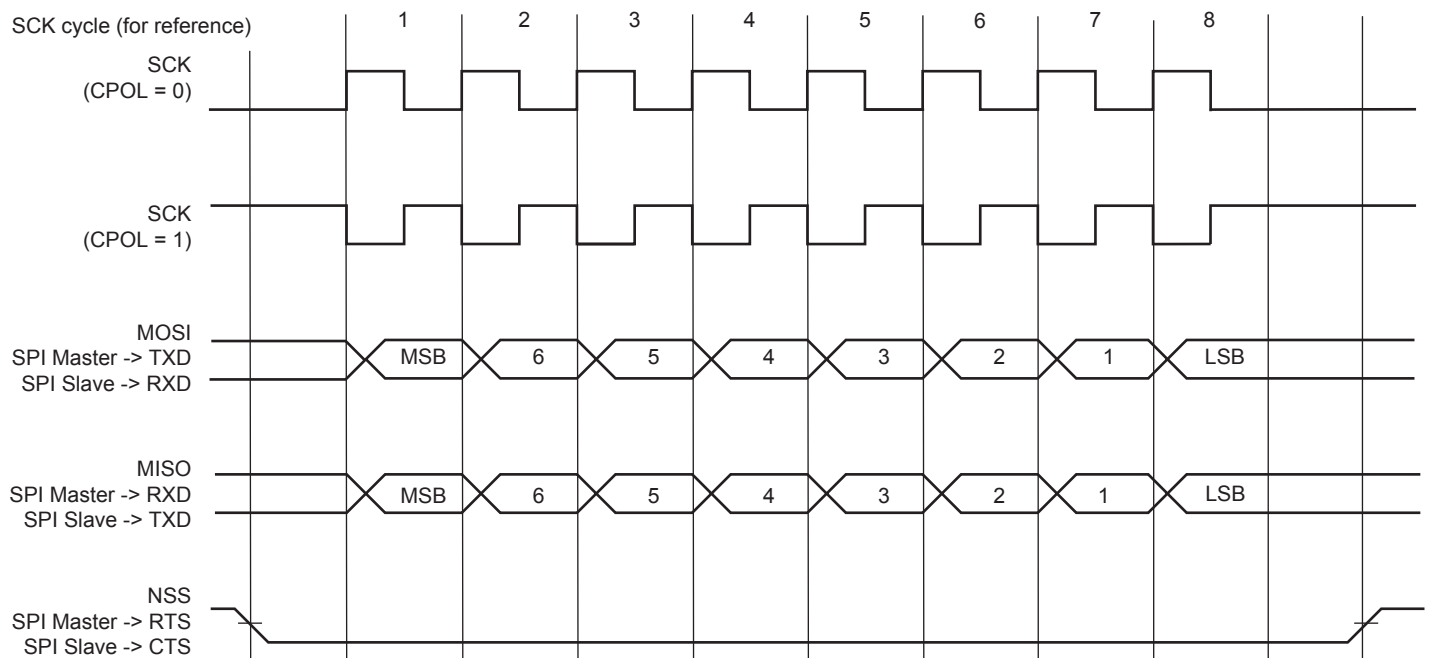 SCK cycle (for reference)
1 2 3 4 5 6 7 8
SCK
(CPOL = 0)
SCK
(CPOL = 1)
MOSI
SPI Master -> TXD
SPI Slave -> RXD
MSB 6 5 4 3 2 1 LSB
MISO
SPI Master -> RXD
SPI Slave -> TXD
MSB 6 5 4 3 2 1 LSB
NSS
SPI Master -> RTS
SPI Slave -> CTS